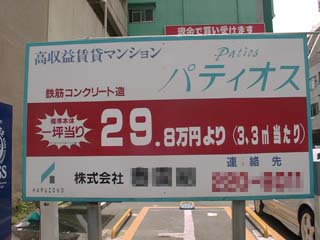 現金で買い受けます
高収益賃貸マンション
Patios
パティオス
鉄筋コンクリート造
標準本体
一坪当り
29.8万円より (3.3㎡当たり)
連絡先
HARUZONO
株式会社